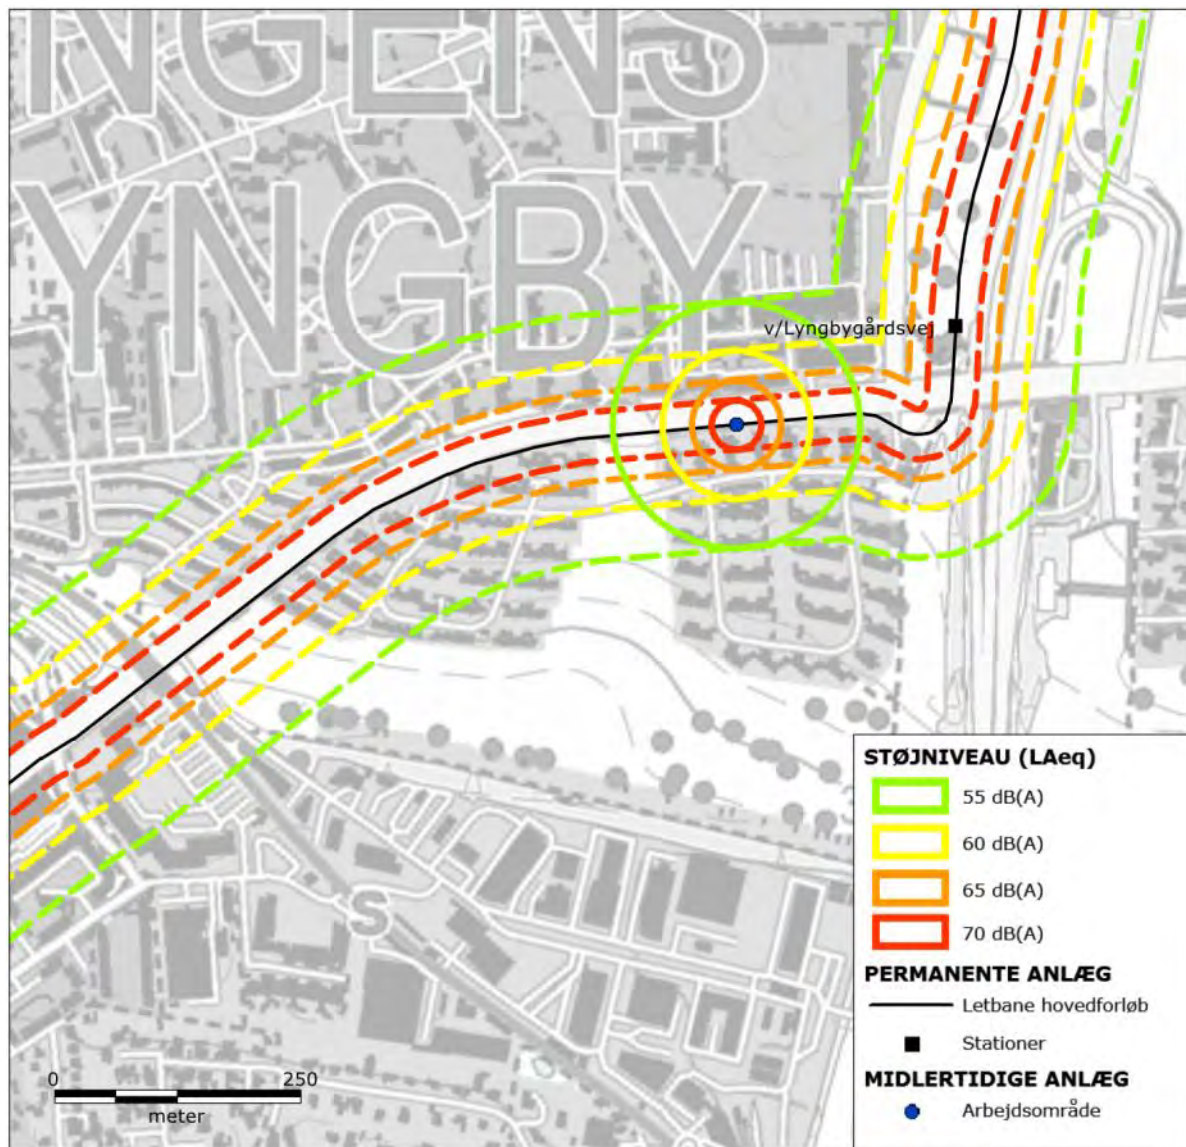 NGENS
YNGBY
v/Lyngbygårdsvej
S
0 250
meter
STØJNIVEAU (LAeq)
55 dB(A)
60 dB(A)
65 dB(A)
70 dB(A)
PERMANENTE ANLÆG
Letbane hovedforløb
Stationer
MIDLERTIDIGE ANLÆG
Arbejdsområde